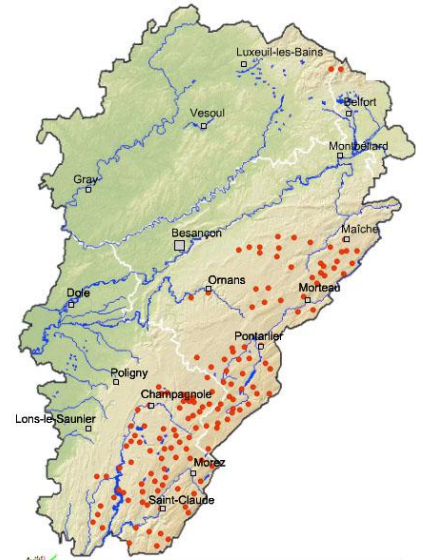 Luxeuil-les-Bains
Belfort
Vesoul
Montbéliard
Gray
Besançon
Maîche
Ornans
Dole
Morteau
Pontarlier
Poligny
Champagnole
Lons-le-Saunier
Morez
Saint-Claude